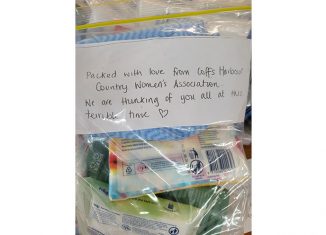 Packed with love from Coffs Harbour
Country Women's Association.
We are thinking of you all at this
terrible time ♡